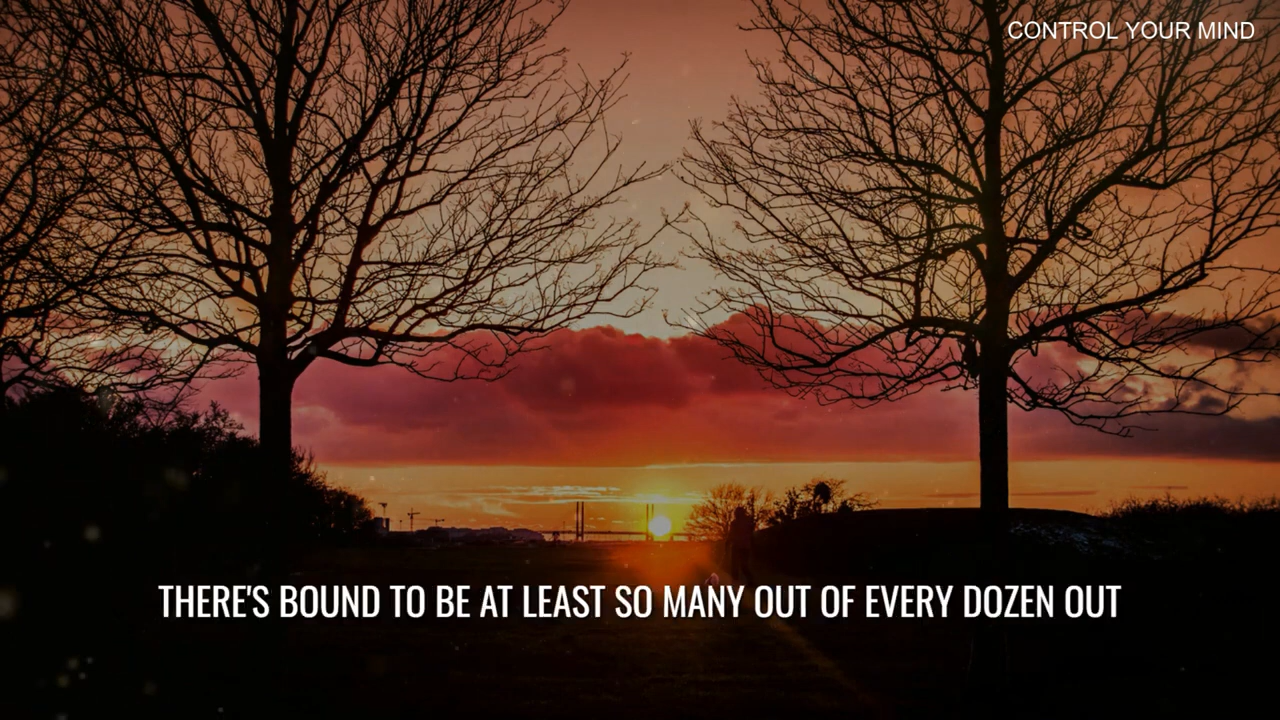 CONTROL YOUR MIND
THERE'S BOUND TO BE AT LEAST SO MANY OUT OF EVERY DOZEN OUT